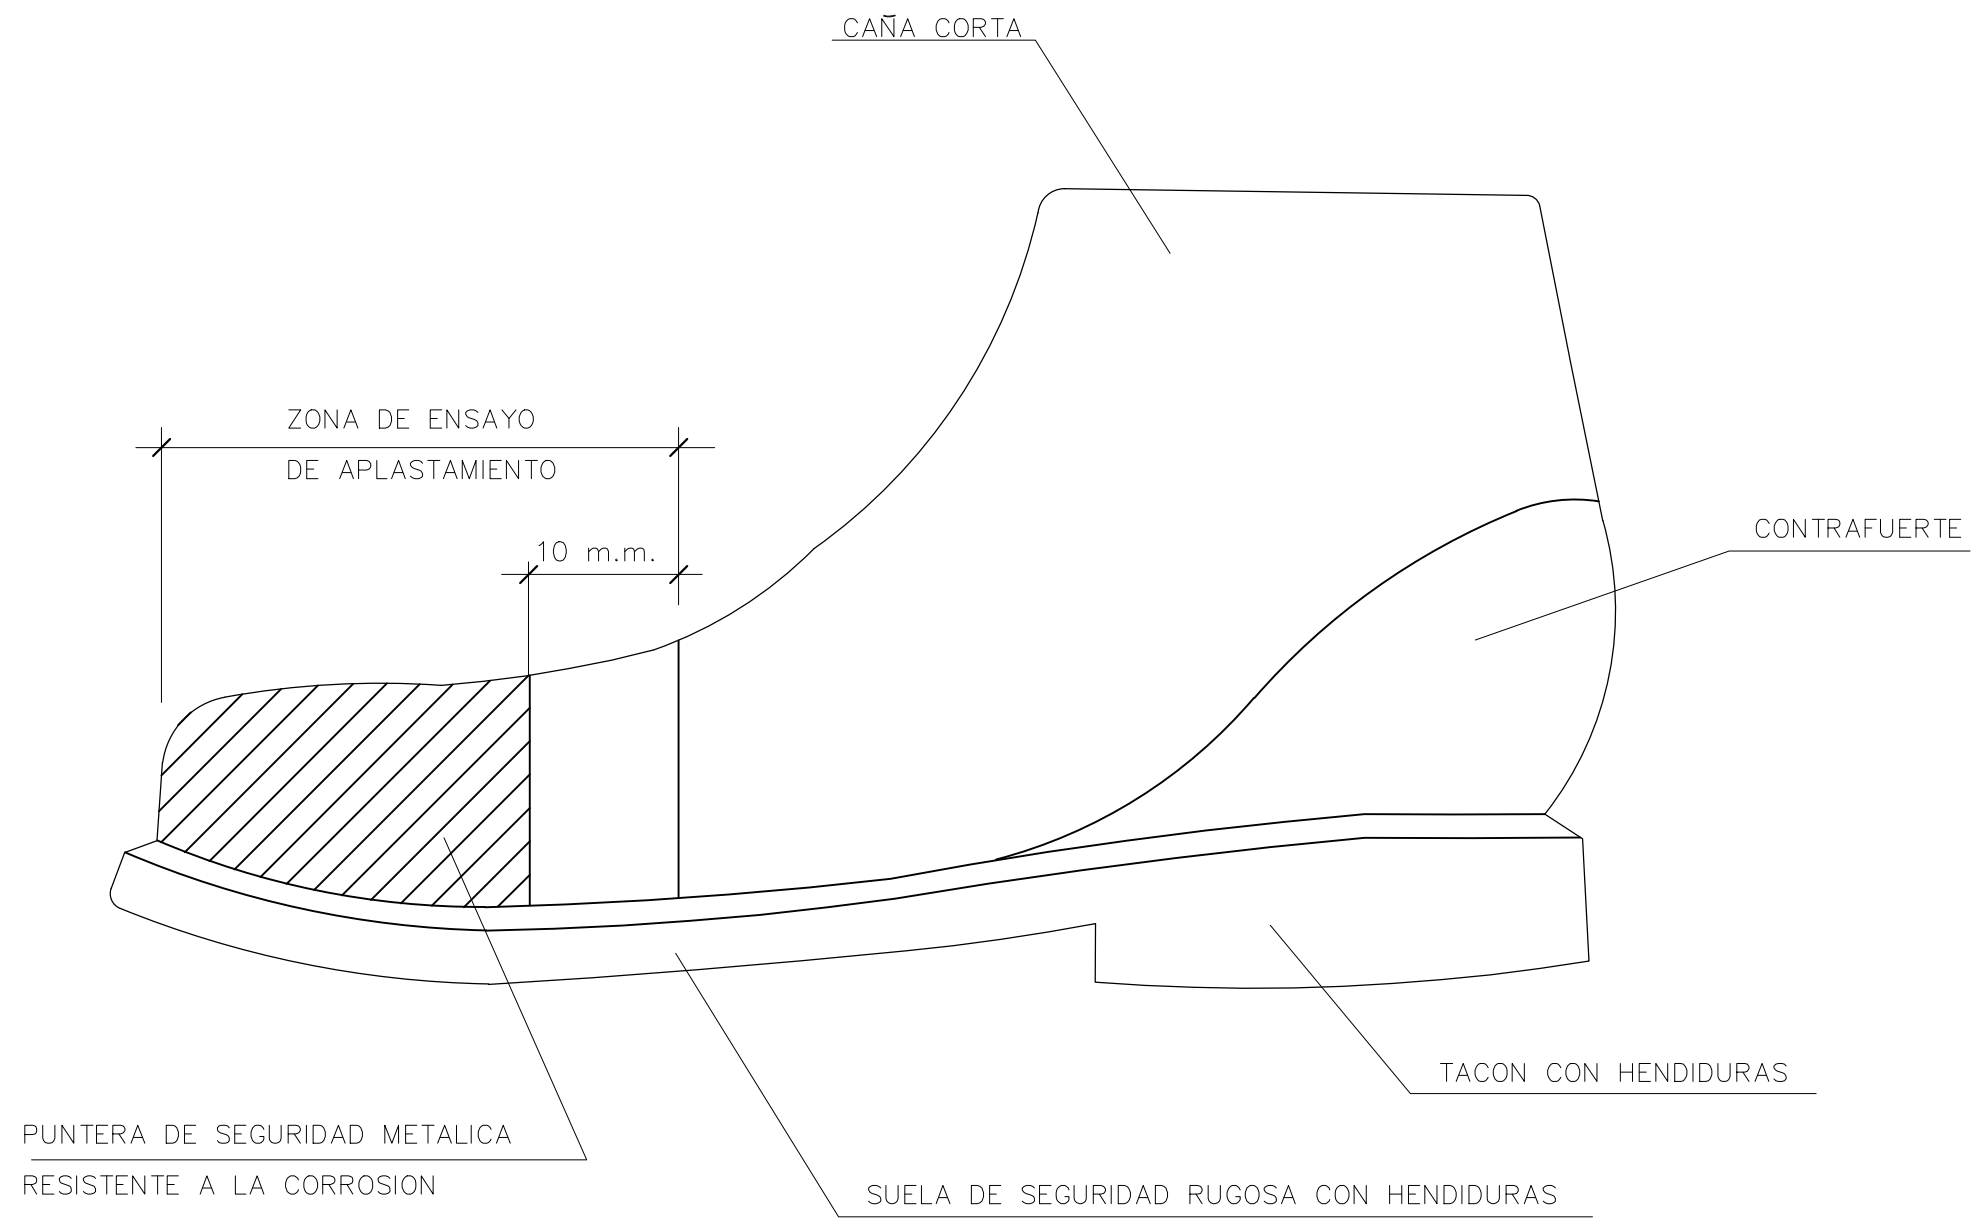 CAÑA CORTA
ZONA DE ENSAYO
DE APLASTAMIENTO
10 m.m.
CONTRAFUERTE
TACON CON HENDIDURAS
PUNTERA DE SEGURIDAD METALICA
RESISTENTE A LA CORROSION
SUELA DE SEGURIDAD RUGOSA CON HENDIDURAS